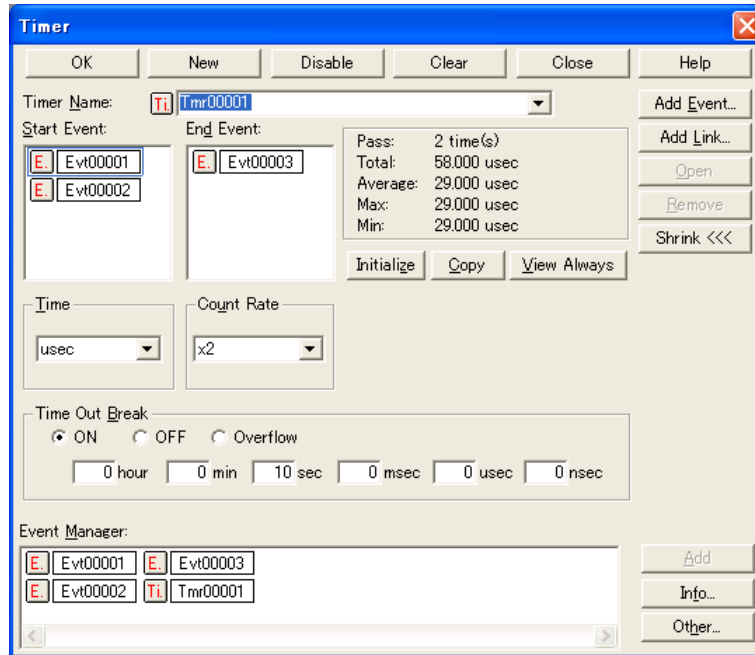 Timer
OK New Disable Clear Close Help
Timer Name: Ti. Tmr00001 Add Event...
Start Event: End Event: Add Link...
E. Evt00001 E. Evt00003
E. Evt00002
Pass: 2 time(s)
Total: 58.000 usec
Average: 29.000 usec
Max: 29.000 usec
Min: 29.000 usec
Open
Remove
Shrink <<<
Initialize Copy View Always
Time Count Rate
usec x2
Time Out Break
ON OFF Overflow
0 hour 0 min 10 sec 0 msec 0 usec 0 nsec
Event Manager:
E. Evt00001 E. Evt00003 Add
E. Evt00002 Ti. Tmr00001 Info...
Other...